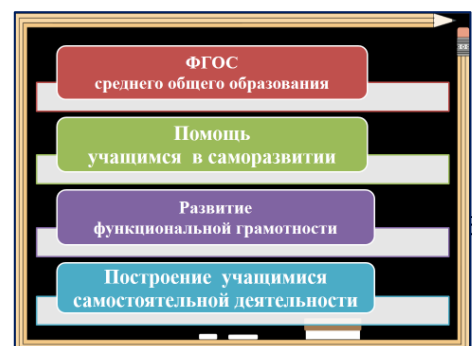 ФГОС
среднего общего образования
Помощь
учащимся в саморазвитии
Развитие
функциональной грамотности
Построение учащимися
самостоятельной деятельности